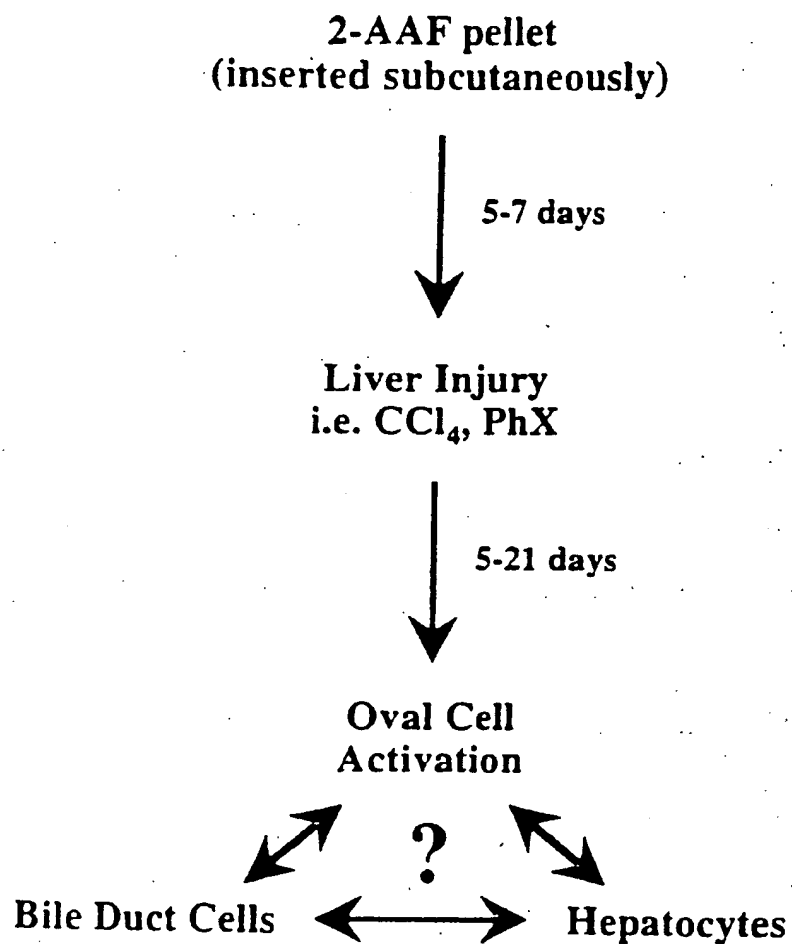 2-AAF pellet
(inserted subcutaneously)
5-7 days
Liver Injury
i.e. CCl₄, PhX
5-21 days
Oval Cell
Activation
?
Bile Duct Cells
Hepatocytes